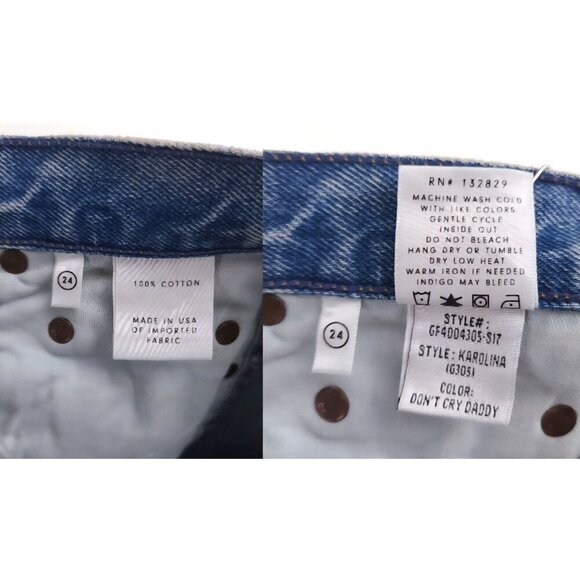 24
100% COTTON
MADE IN USA
OF IMPORTED
FABRIC
RN# 132829
MACHINE WASH COLD
WITH LIKE COLORS
GENTLE CYCLE
INSIDE OUT
DO NOT BLEACH
HANG DRY OR TUMBLE
DRY LOW HEAT
WARM IRON IF NEEDED
INDIGO MAY BLEED
24
STYLE#:
GF4004305-S17
STYLE: KAROLINA
(G305)
COLOR:
DON'T CRY DADDY